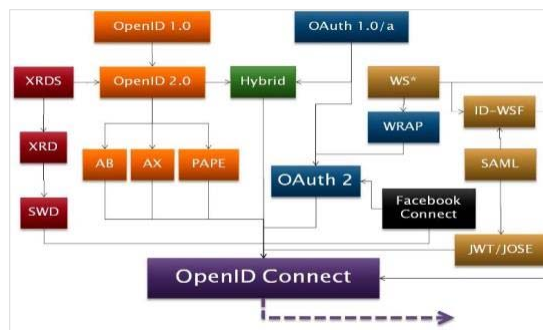 OpenID 1.0
OAuth 1.0/a
XRDS
OpenID 2.0
Hybrid
WS*
ID-WSF
WRAP
XRD
AB
AX
PAPE
OAuth 2
SAML
SWD
Facebook
Connect
JWT/JOSE
OpenID Connect